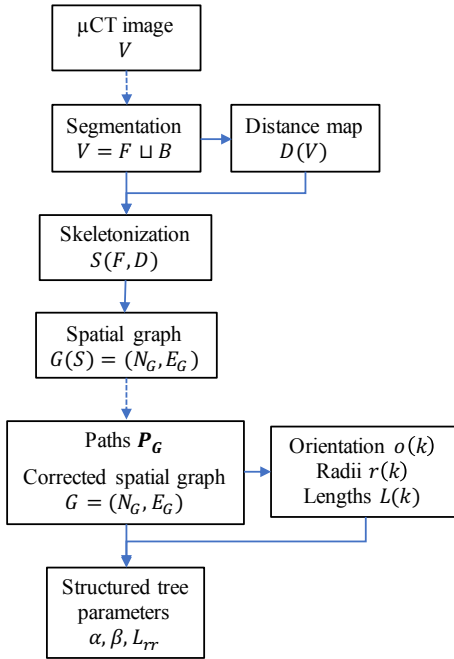 µCT image
V
Segmentation
V = F ⊔ B
Distance map
D(V)
Skeletonization
S(F, D)
Spatial graph
G(S) = (N_G, E_G)
Paths P_G
Corrected spatial graph
G = (N_G, E_G)
Orientation o(k)
Radii r(k)
Lengths L(k)
Structured tree
parameters
α, β, L_rr